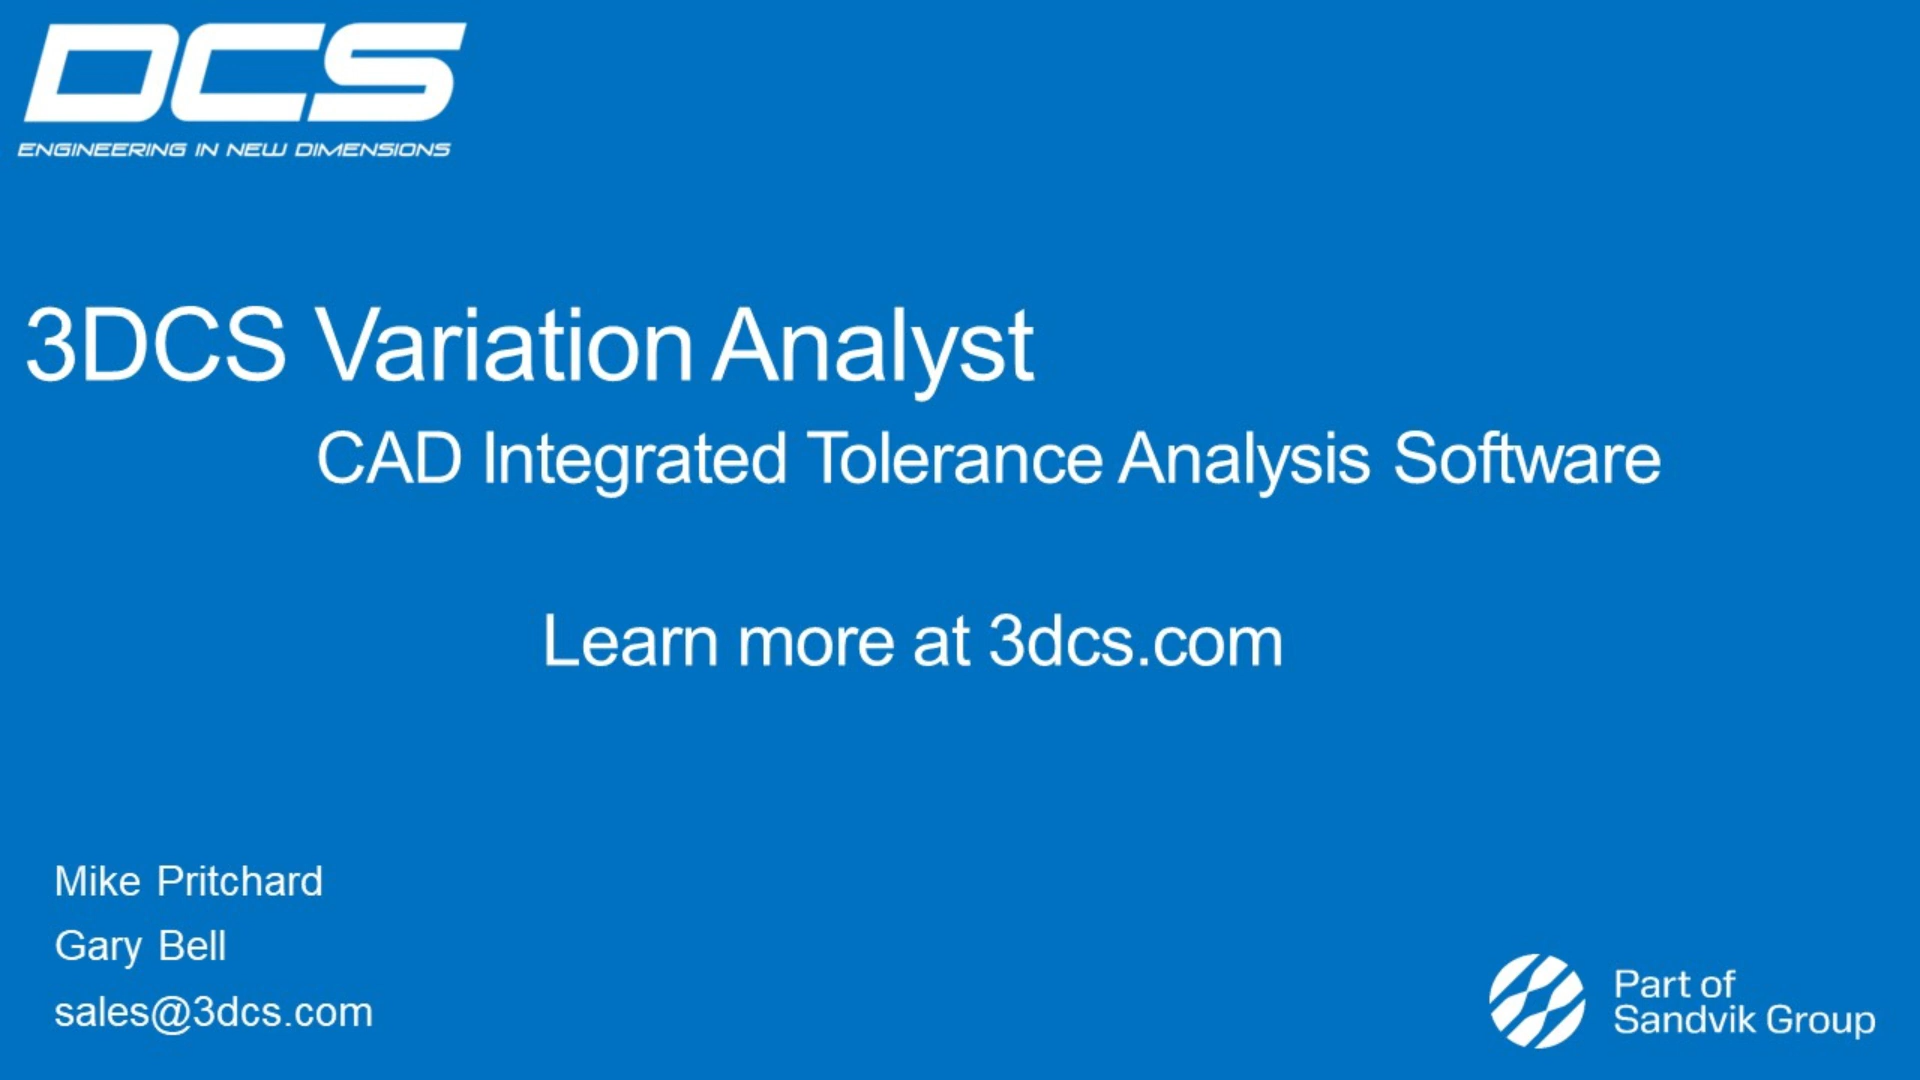 DCS
ENGINEERING IN NEW DIMENSIONS
3DCS Variation Analyst
CAD Integrated Tolerance Analysis Software
Learn more at 3dcs.com
Mike Pritchard
Gary Bell
sales@3dcs.com
Part of
Sandvik Group